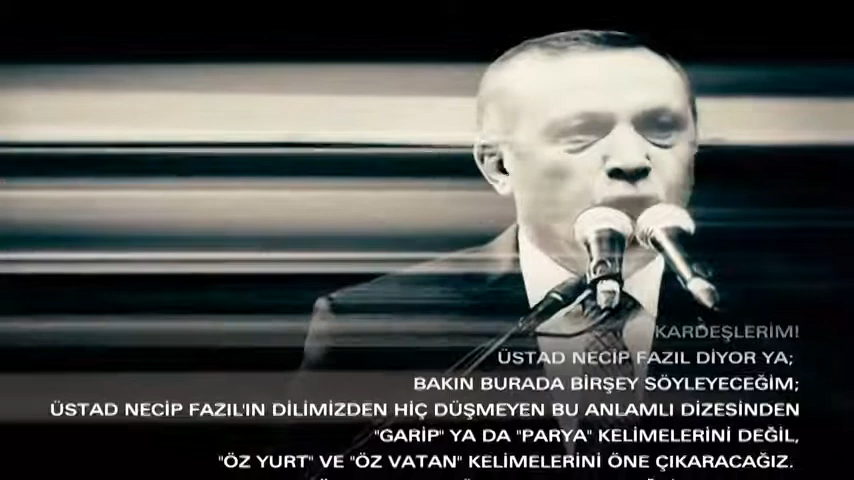 KARDEŞLERİM!
ÜSTAD NECİP FAZIL DİYOR YA;
BAKIN BURADA BİRŞEY SÖYLEYECEĞİM;
ÜSTAD NECİP FAZIL'IN DİLİMİZDEN HİÇ DÜŞMEYEN BU ANLAMLI DİZESİNDEN
"GARİP" YA DA "PARYA" KELİMELERİNİ DEĞİL,
"ÖZ YURT" VE "ÖZ VATAN" KELİMELERİNİ ÖNE ÇIKARACAĞIZ.